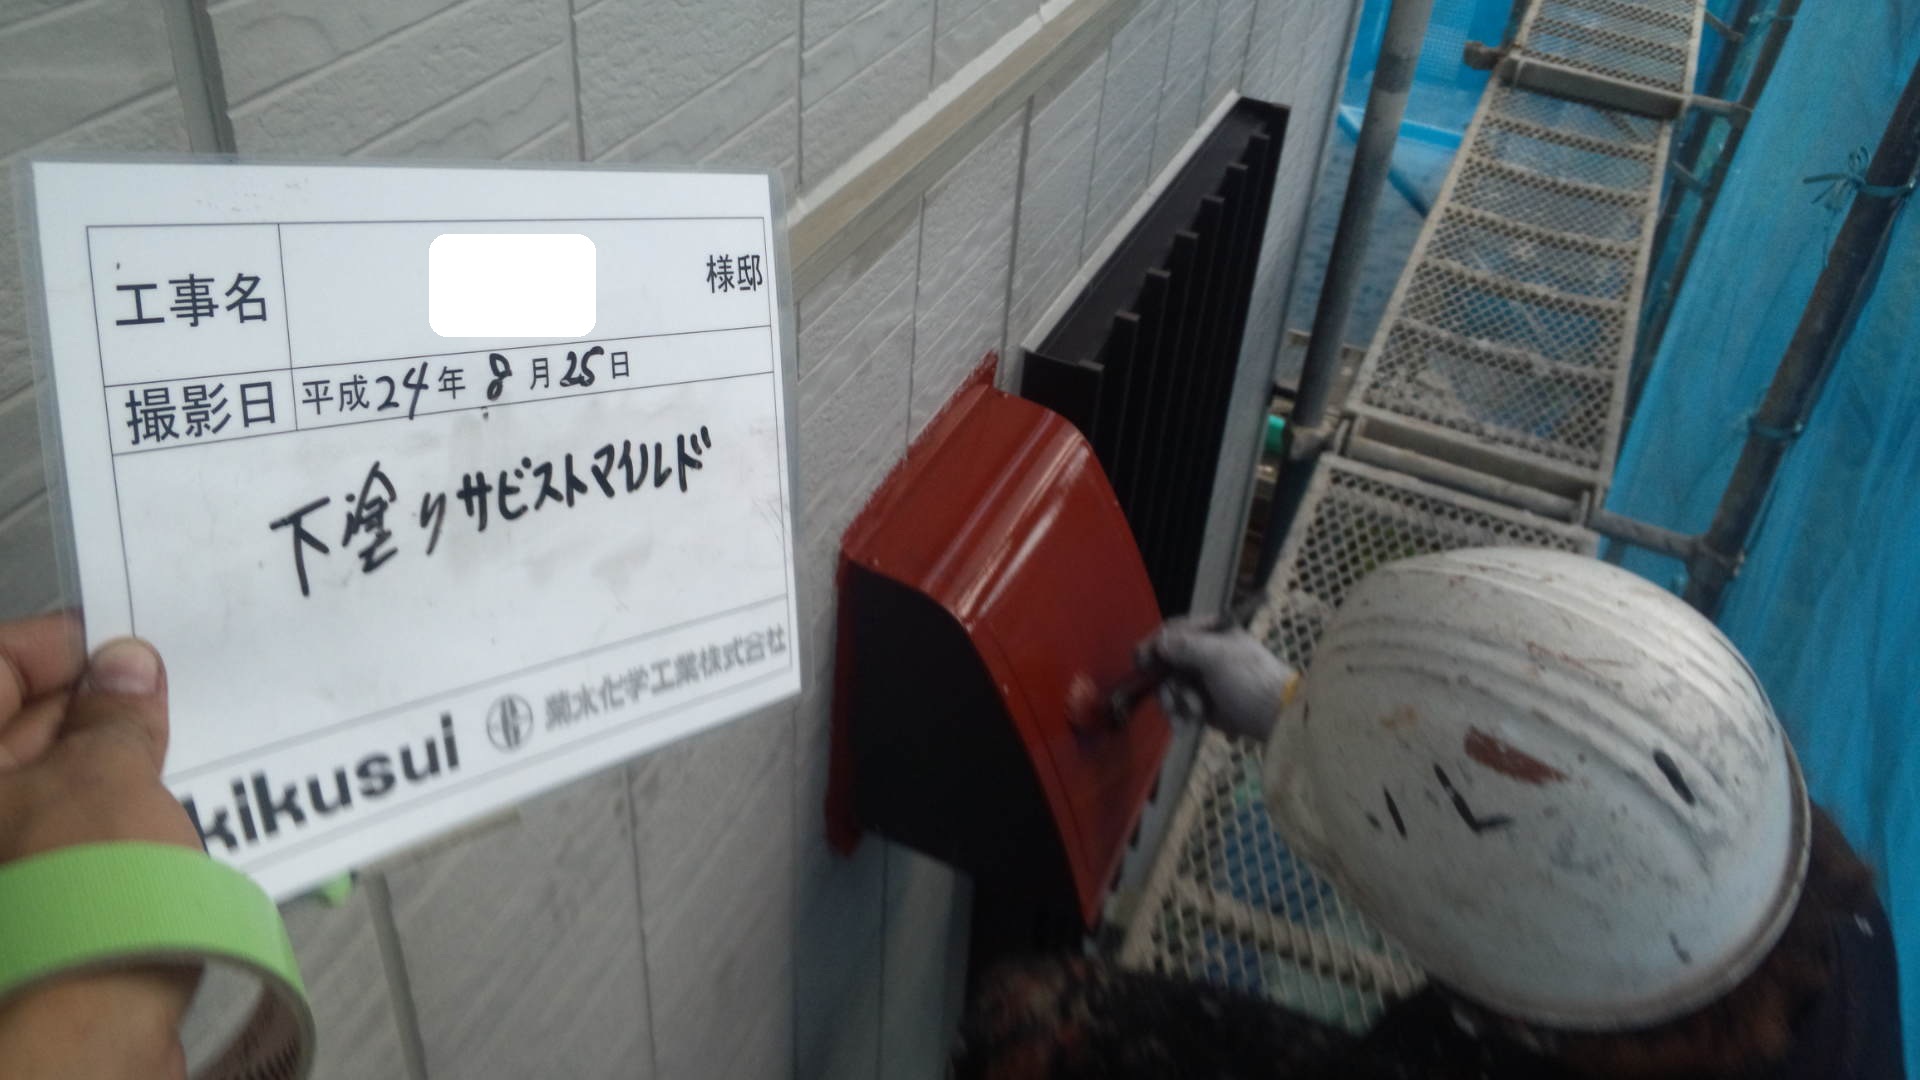 工事名 様邸
撮影日 平成24年 8月25日
下塗りサビストマイルド
kikusui 菊水化学工業株式会社